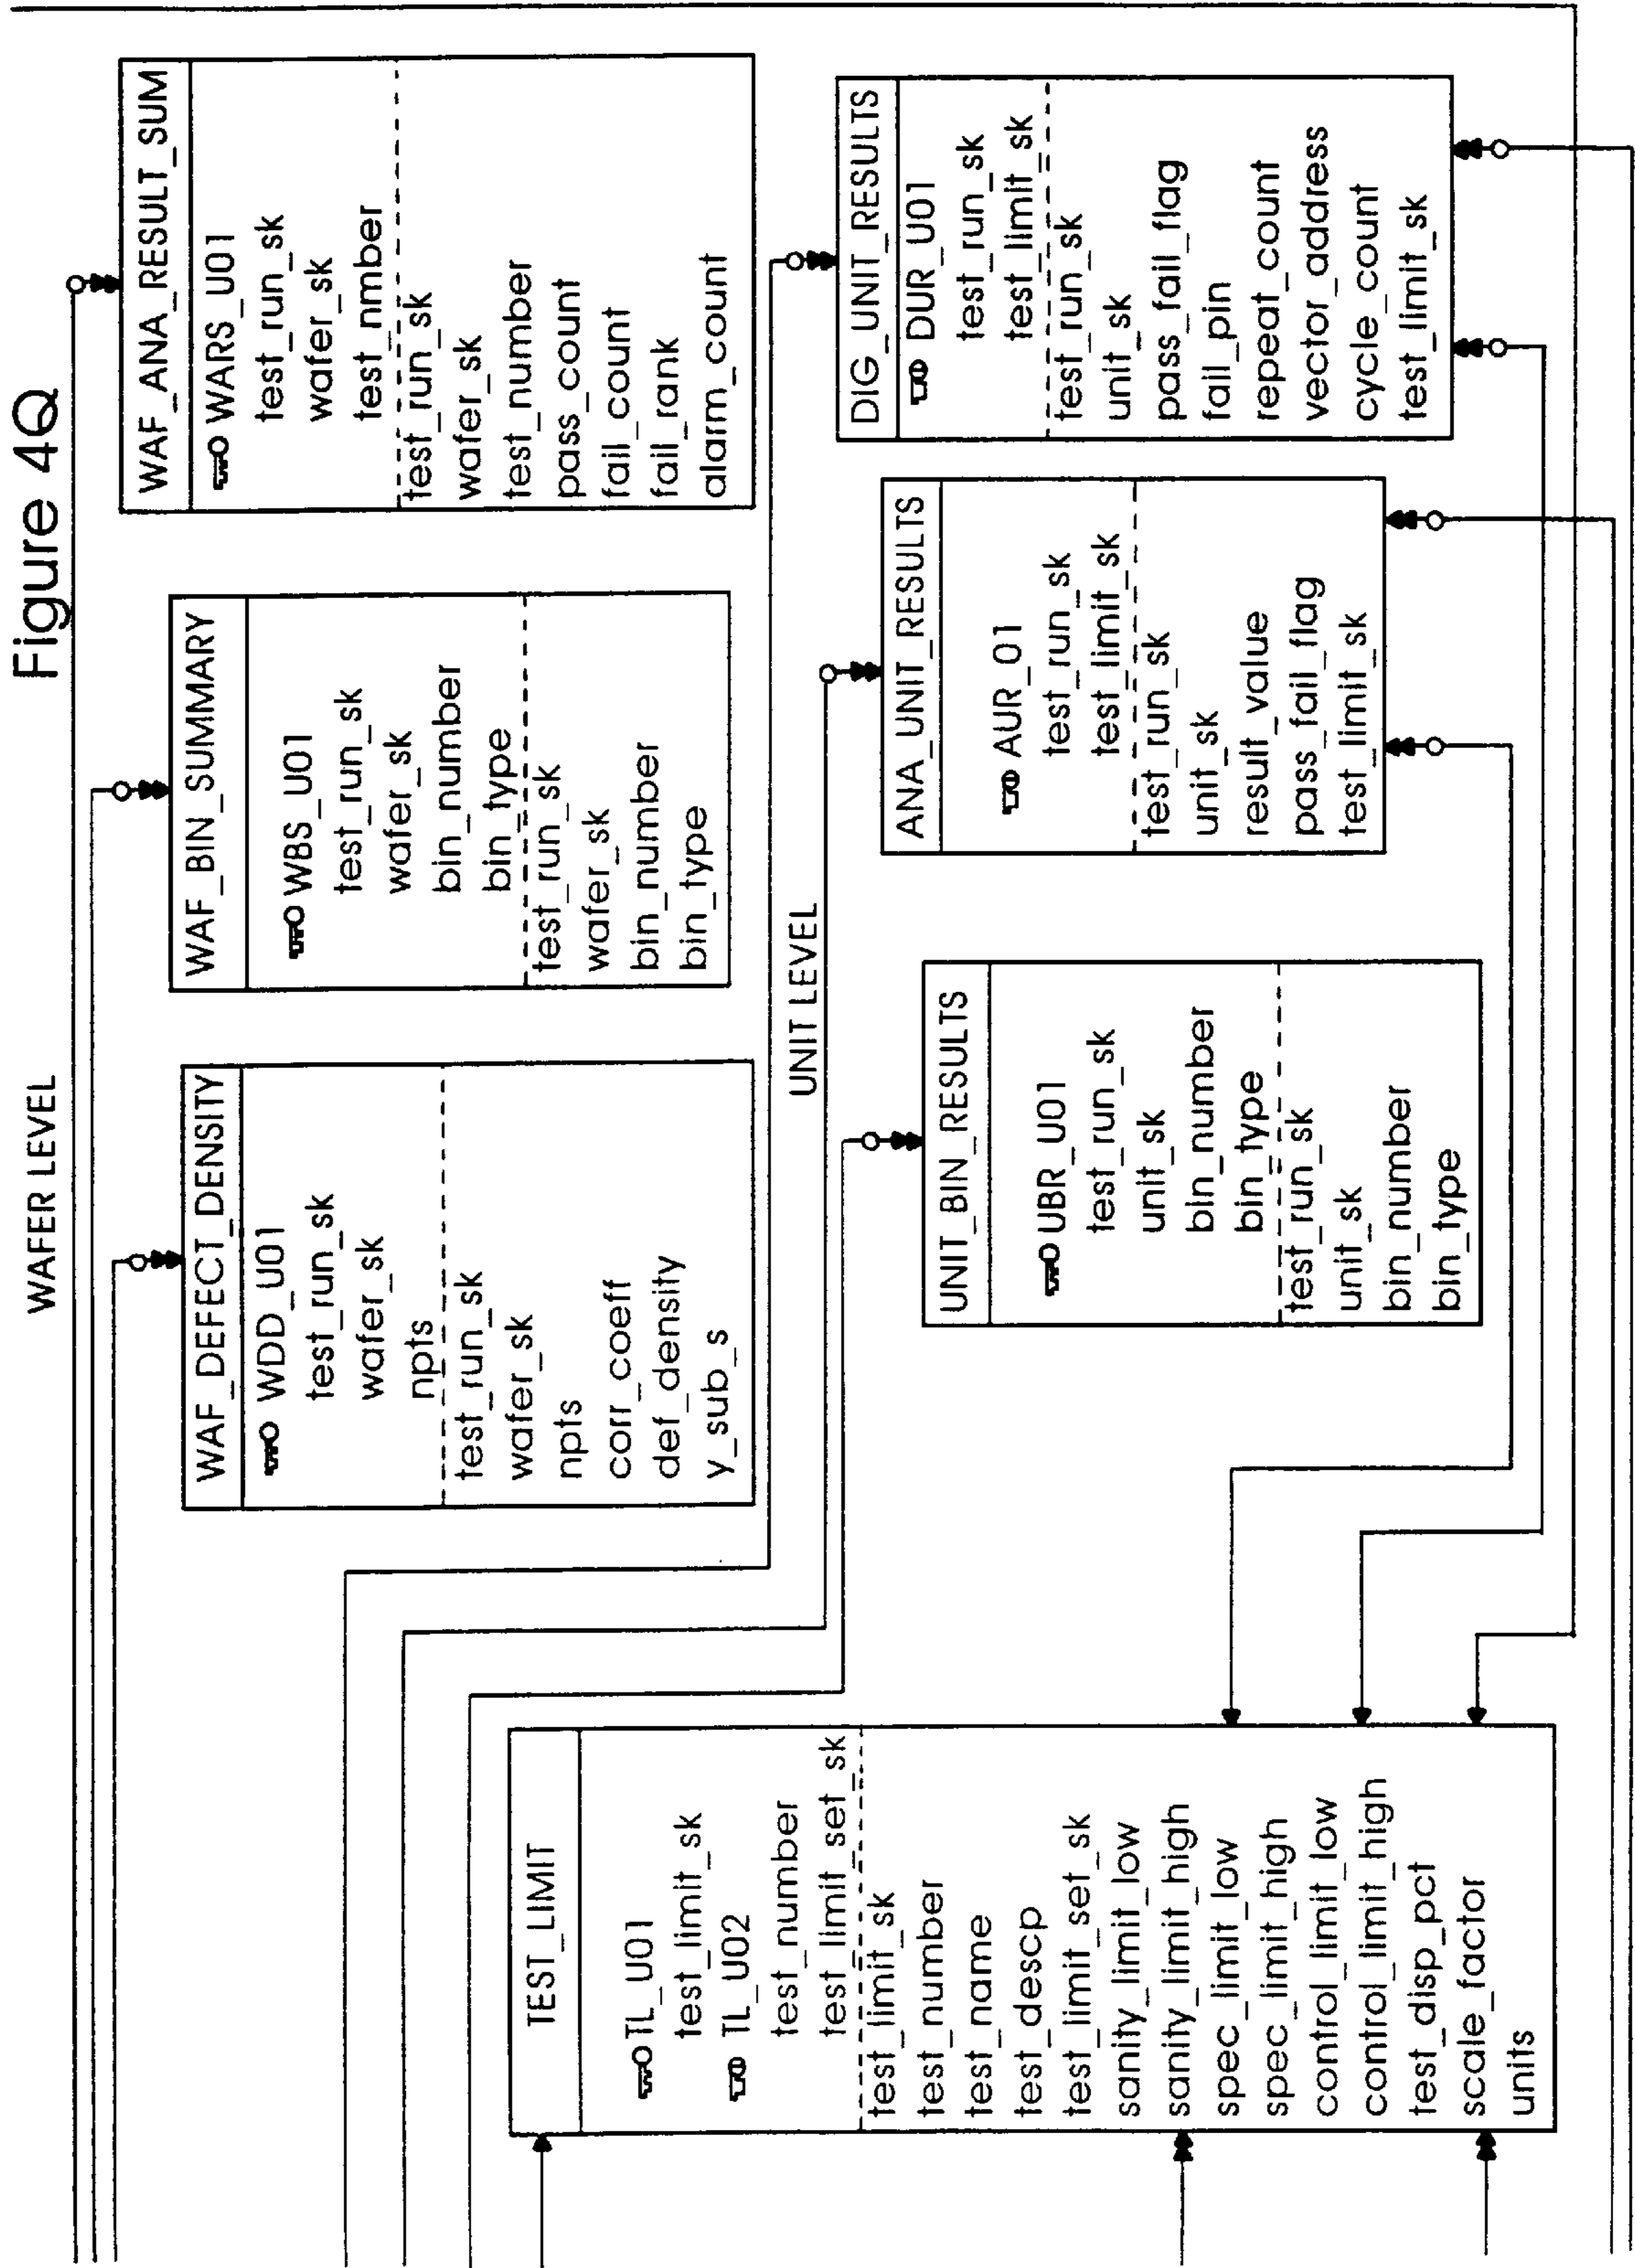 Figure 4Q
WAFER LEVEL
WAF_DEFECT_DENSITY
WDD_U01
test_run_sk
wafer_sk
npts
test_run_sk
wafer_sk
npts
corr_coeff
def_density
y_sub_s
WAF_BIN_SUMMARY
WBS_U01
test_run_sk
wafer_sk
bin_number
bin_type
test_run_sk
wafer_sk
bin_number
bin_type
WAF_ANA_RESULT_SUM
WARS_U01
test_run_sk
wafer_sk
test_nmber
test_run_sk
wafer_sk
test_number
pass_count
fail_count
fail_rank
alarm_count
UNIT LEVEL
TEST_LIMIT
TL_U01
test_limit_sk
TL_U02
test_number
test_limit_set_sk
test_limit_sk
test_number
test_name
test_descp
test_limit_set_sk
sanity_limit_low
sanity_limit_high
spec_limit_low
spec_limit_high
control_limit_low
control_limit_high
test_disp_pct
scale_factor
units
UNIT_BIN_RESULTS
UBR_U01
test_run_sk
unit_sk
bin_number
bin_type
test_run_sk
unit_sk
bin_number
bin_type
ANA_UNIT_RESULTS
AUR_01
test_run_sk
test_limit_sk
test_run_sk
unit_sk
result_value
pass_fail_flag
test_limit_sk
DIG_UNIT_RESULTS
DUR_U01
test_run_sk
test_limit_sk
test_run_sk
unit_sk
pass_fail_flag
fail_pin
repeat_count
vector_address
cycle_count
test_limit_sk